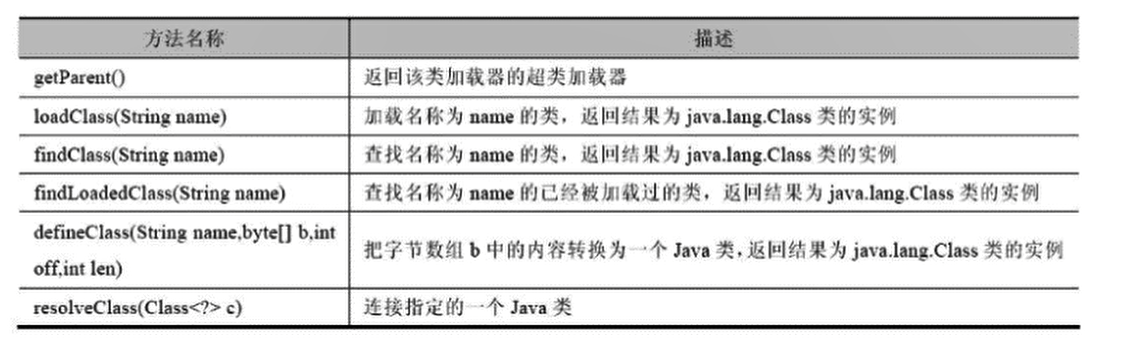 方法名称 描述
getParent() 返回该类加载器的超类加载器
loadClass(String name) 加载名称为 name 的类，返回结果为 java.lang.Class 类的实例
findClass(String name) 查找名称为 name 的类，返回结果为 java.lang.Class 类的实例
findLoadedClass(String name) 查找名称为 name 的已经被加载过的类，返回结果为 java.lang.Class 类的实例
defineClass(String name,byte[] b,int
off,int len) 把字节数组 b 中的内容转换为一个 Java 类，返回结果为 java.lang.Class 类的实例
resolveClass(Class<?> c) 连接指定的一个 Java 类